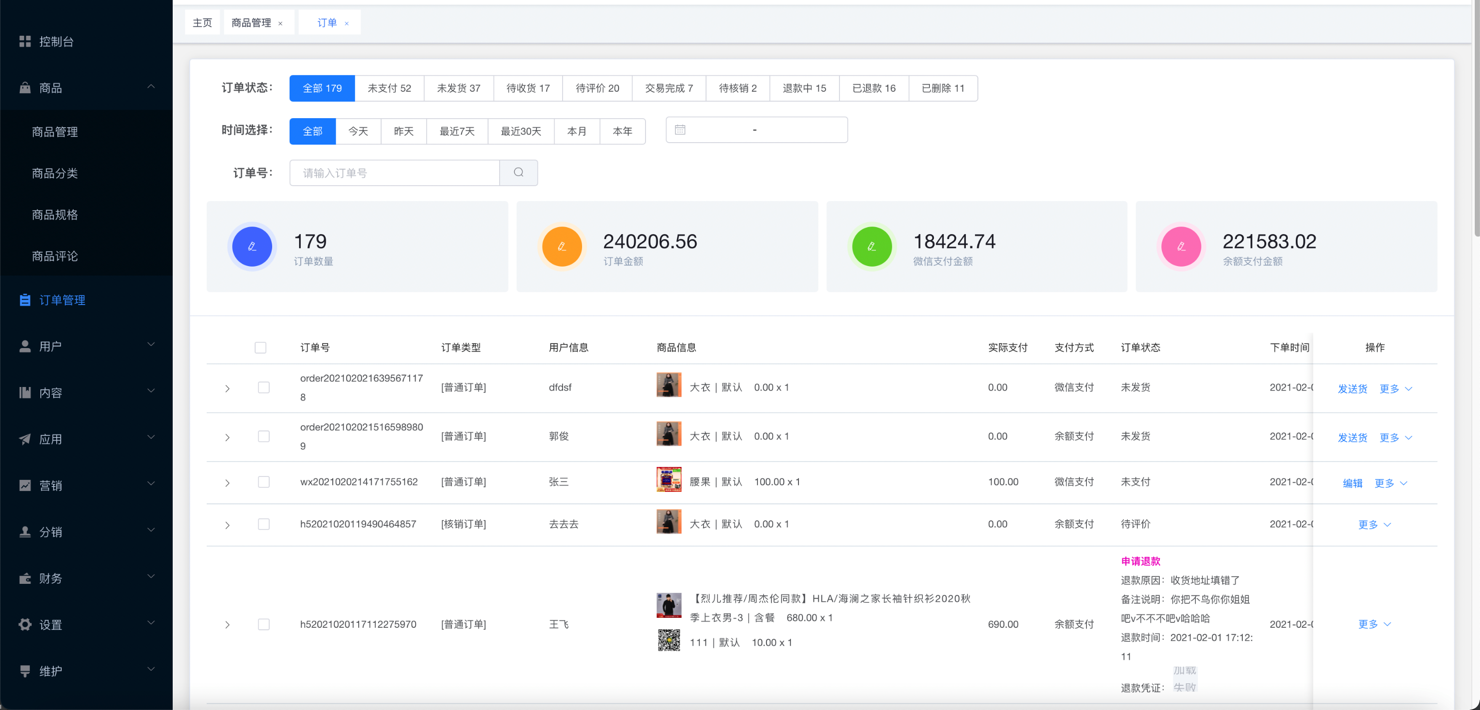 主页
商品管理 ×
订单 ×
控制台
商品
商品管理
商品分类
商品规格
商品评论
订单管理
用户
内容
应用
营销
分销
财务
设置
维护
订单状态：
全部 179
未支付 52
未发货 37
待收货 17
待评价 20
交易完成 7
待核销 2
退款中 15
已退款 16
已删除 11
时间选择：
全部
今天
昨天
最近7天
最近30天
本月
本年
-
订单号：
请输入订单号
179
订单数量
240206.56
订单金额
18424.74
微信支付金额
221583.02
余额支付金额
订单号
订单类型
用户信息
商品信息
实际支付
支付方式
订单状态
下单时间
操作
order202102021639567117
8
[普通订单]
dfdsf
大衣 | 默认 0.00 x 1
0.00
微信支付
未发货
2021-02-
发送货 更多
order202102021516598980
9
[普通订单]
郭俊
大衣 | 默认 0.00 x 1
0.00
余额支付
未发货
2021-02-
发送货 更多
wx2021020214171755162
[普通订单]
张三
腰果 | 默认 100.00 x 1
100.00
微信支付
未支付
2021-02-
编辑 更多
h52021020119490464857
[核销订单]
去去去
大衣 | 默认 0.00 x 1
0.00
余额支付
待评价
2021-02-
更多
h52021020117112275970
[普通订单]
王飞
【烈儿推荐/周杰伦同款】HLA/海澜之家长袖针织衫2020秋
季上衣男-3 | 含餐 680.00 x 1
111 | 默认 10.00 x 1
690.00
余额支付
申请退款
退款原因：收货地址填错了
备注说明：你把不鸟你你姐姐
吧v不不不吧v哈哈哈
退款时间：2021-02-01 17:12:
11
退款凭证：
加载
失败
2021-02-
更多